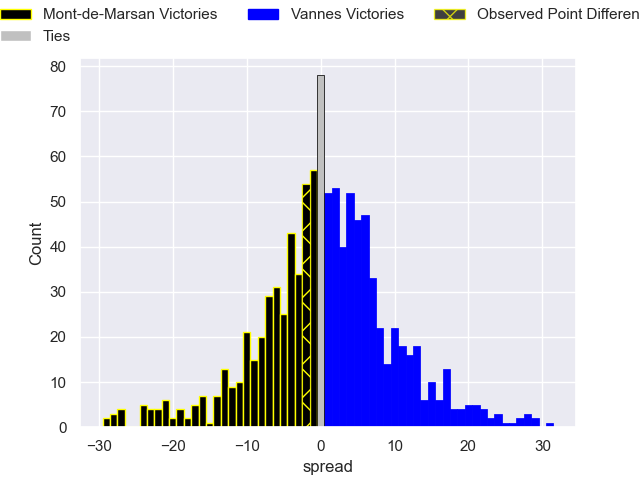 Mont-de-Marsan Victories Vannes Victories Observed Point Differen
Ties
80
70
60
50
40
30
20
10
0
Count
−30 −20 −10 0 10 20 30
spread